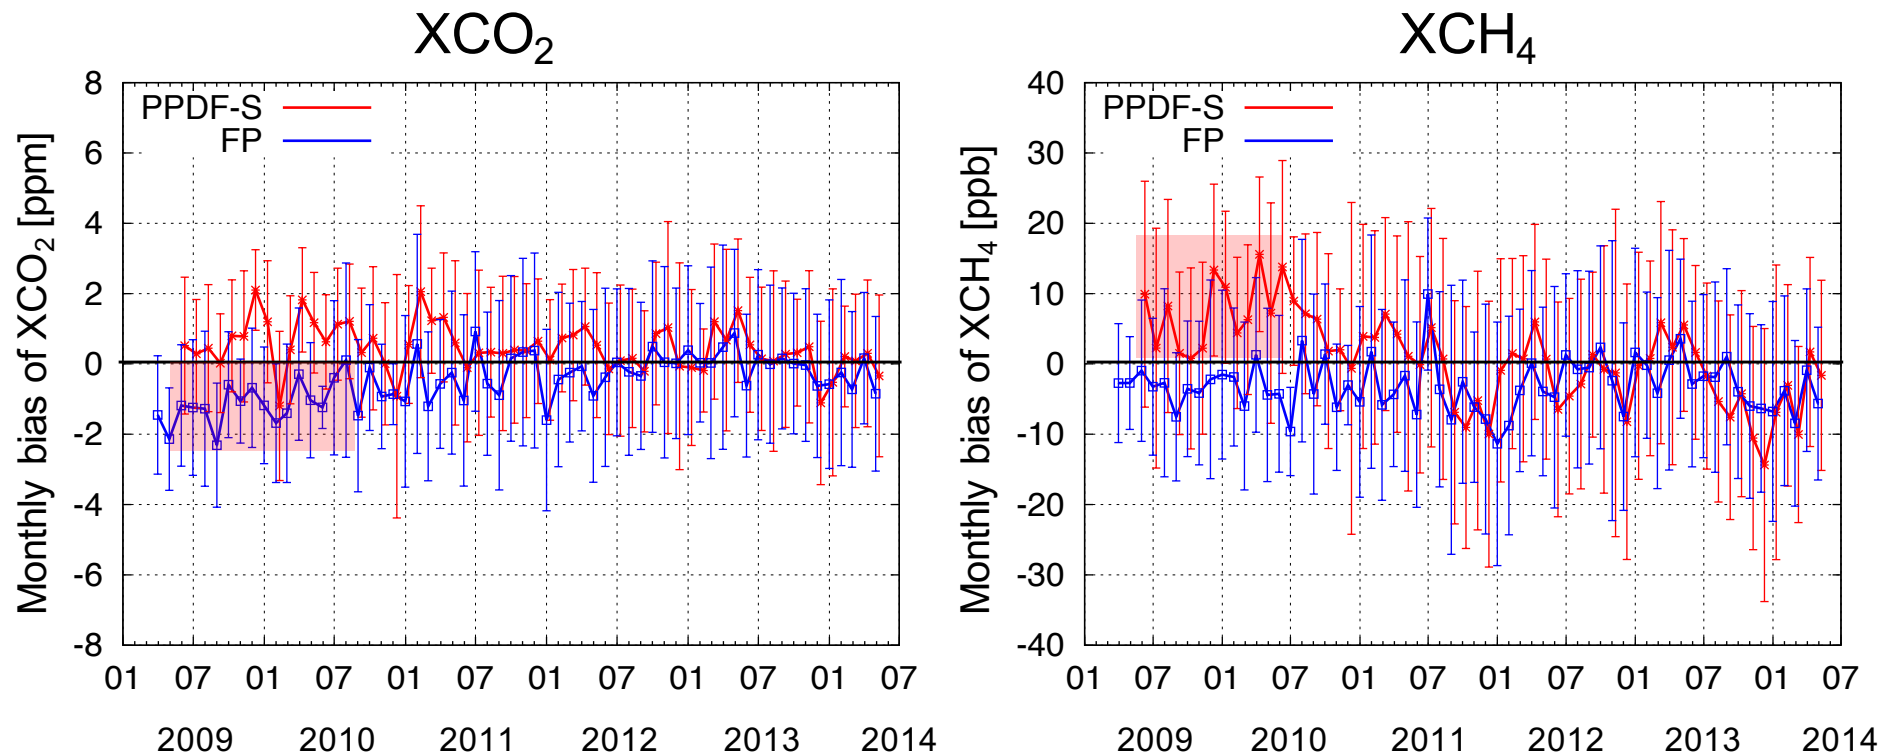 XCO₂
Monthly bias of XCO₂ [ppm]
8
6
4
2
0
-2
-4
-6
-8
PPDF-S
FP
01 07 01 07 01 07 01 07 01 07 01 07
2009 2010 2011 2012 2013 2014
XCH₄
Monthly bias of XCH₄ [ppb]
40
30
20
10
0
-10
-20
-30
-40
PPDF-S
FP
01 07 01 07 01 07 01 07 01 07 01 07
2009 2010 2011 2012 2013 2014